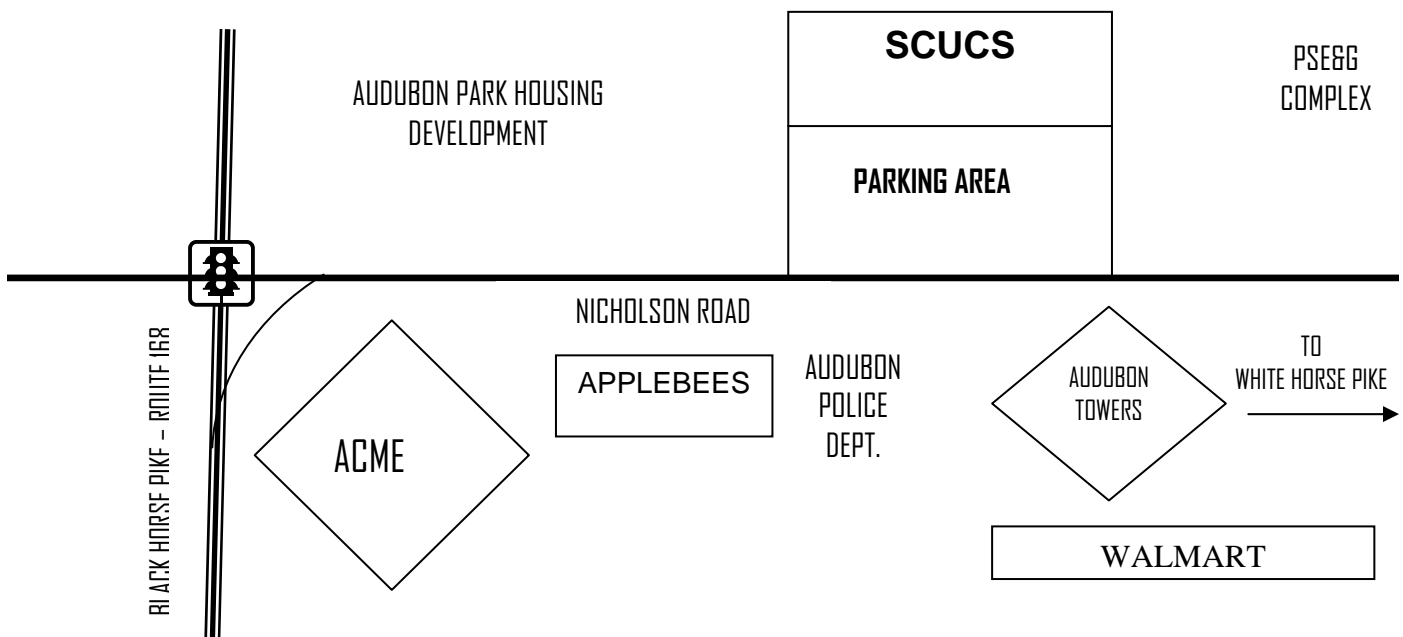 SCUCS
PSE&G
COMPLEX
AUDUBON PARK HOUSING
DEVELOPMENT
PARKING AREA
NICHOLSON ROAD
APPLEBEES
AUDUBON
POLICE
DEPT.
AUDUBON
TOWERS
TO
WHITE HORSE PIKE
ACME
BLACK HORSE PIKE – ROUTE 168
WALMART